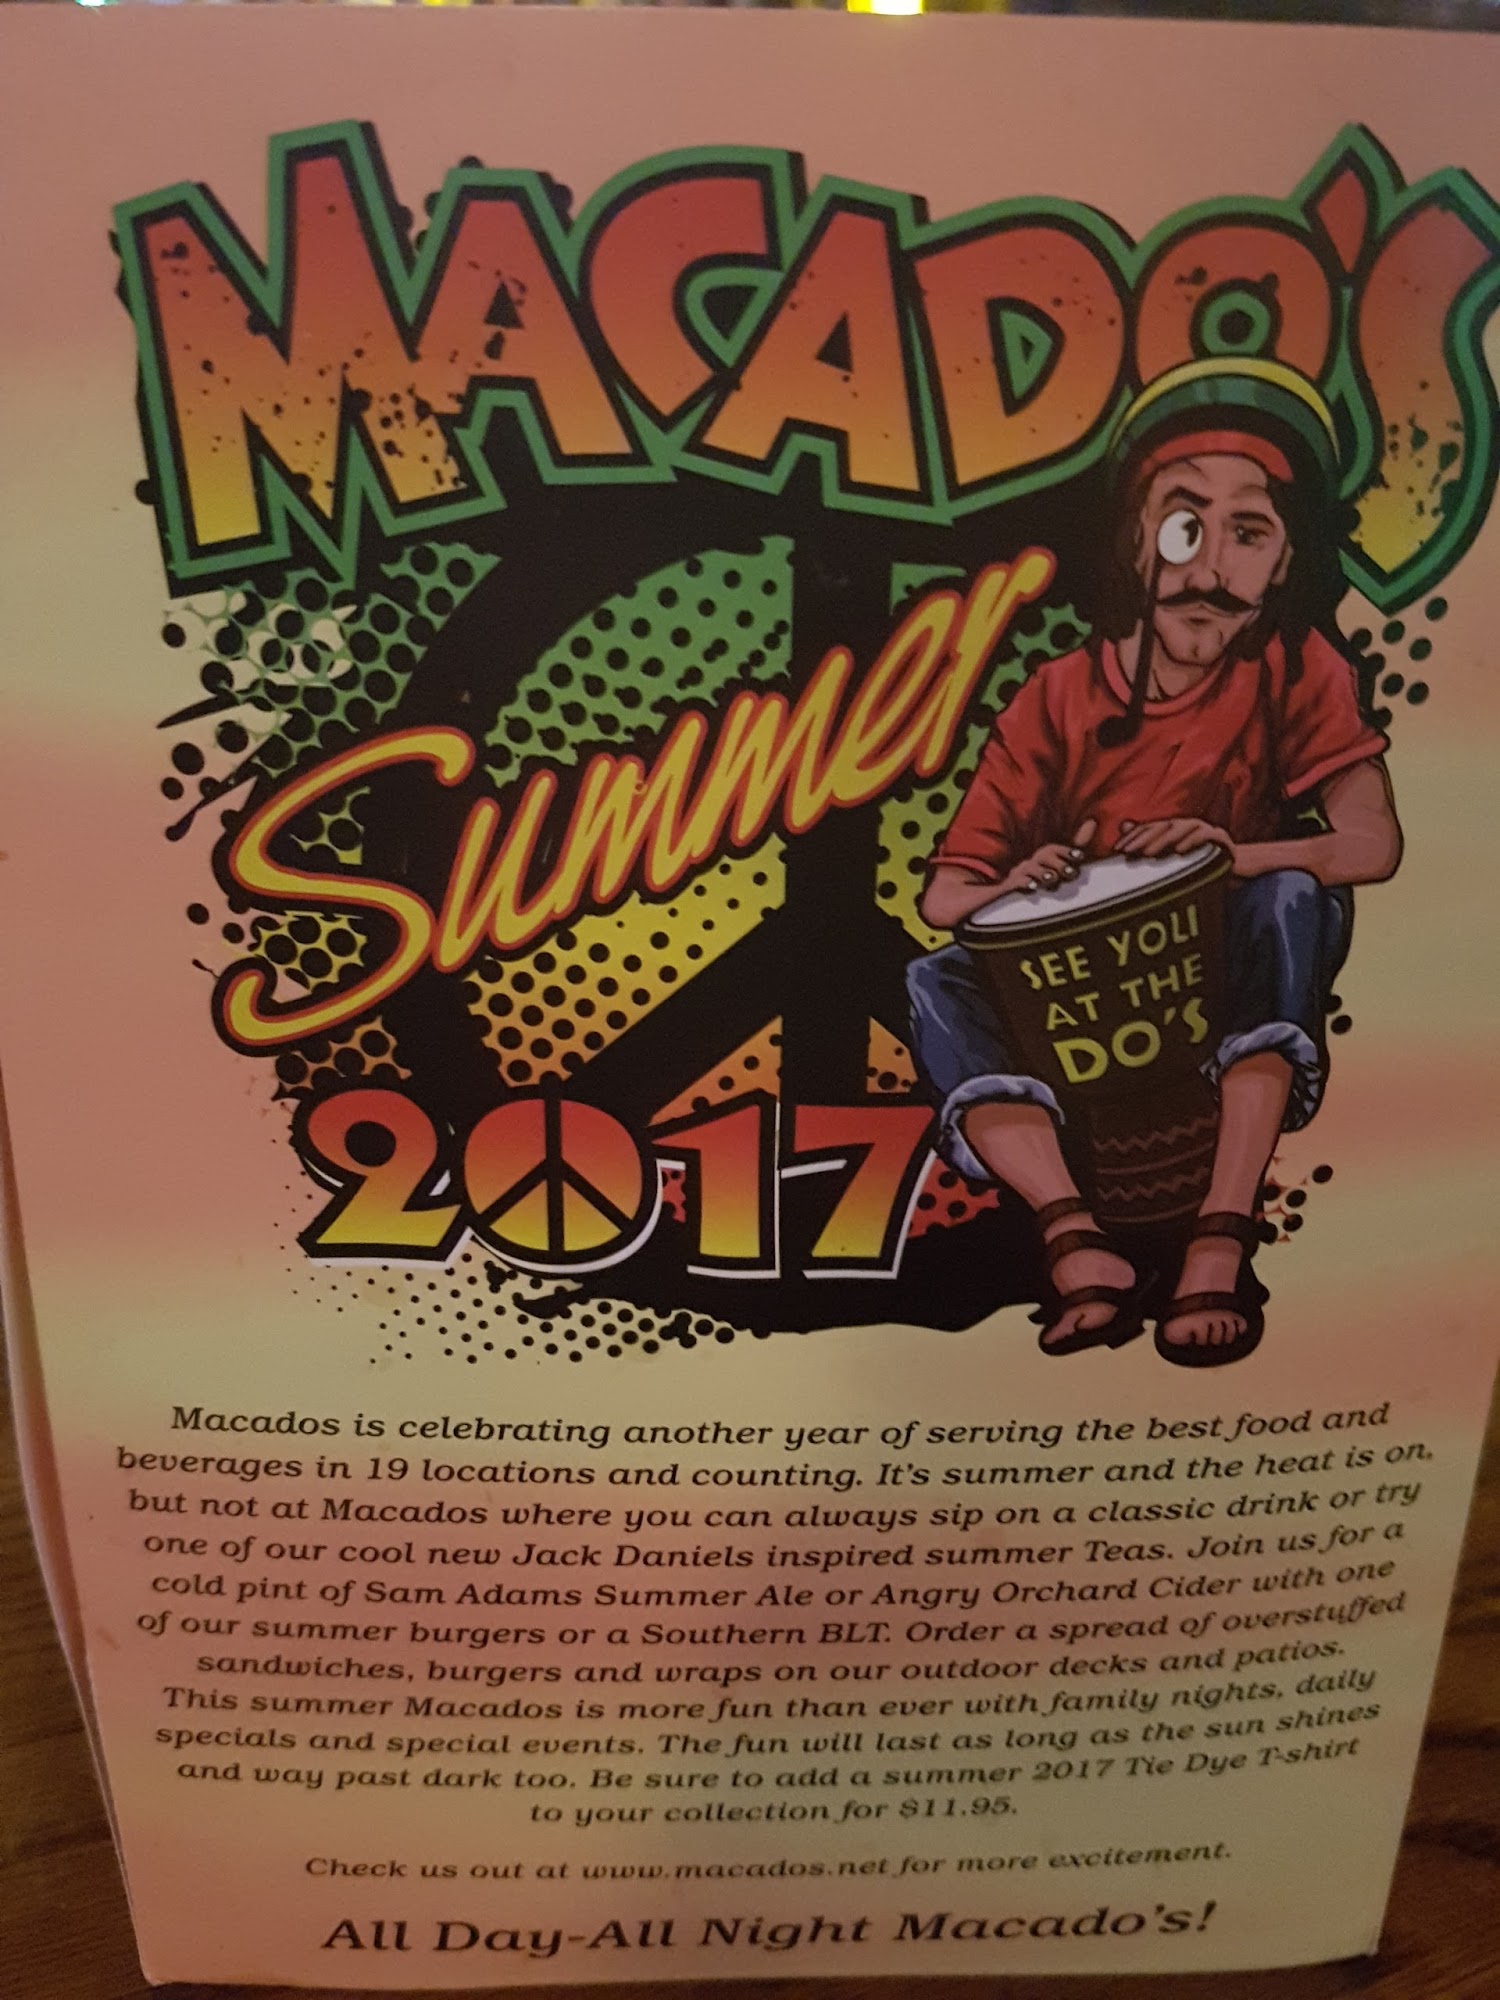 MACADO'S
Summer
2017
SEE YOU
AT THE
DO'S
Macados is celebrating another year of serving the best food and
beverages in 19 locations and counting. It's summer and the heat is on,
but not at Macados where you can always sip on a classic drink or try
one of our cool new Jack Daniels inspired summer Teas. Join us for a
cold pint of Sam Adams Summer Ale or Angry Orchard Cider with one
of our summer burgers or a Southern BLT. Order a spread of overstuffed
sandwiches, burgers and wraps on our outdoor decks and patios.
This summer Macados is more fun than ever with family nights, daily
specials and special events. The fun will last as long as the sun shines
and way past dark too. Be sure to add a summer 2017 Tie Dye T-shirt
to your collection for $11.95.
Check us out at www.macados.net for more excitement.
All Day-All Night Macado's!